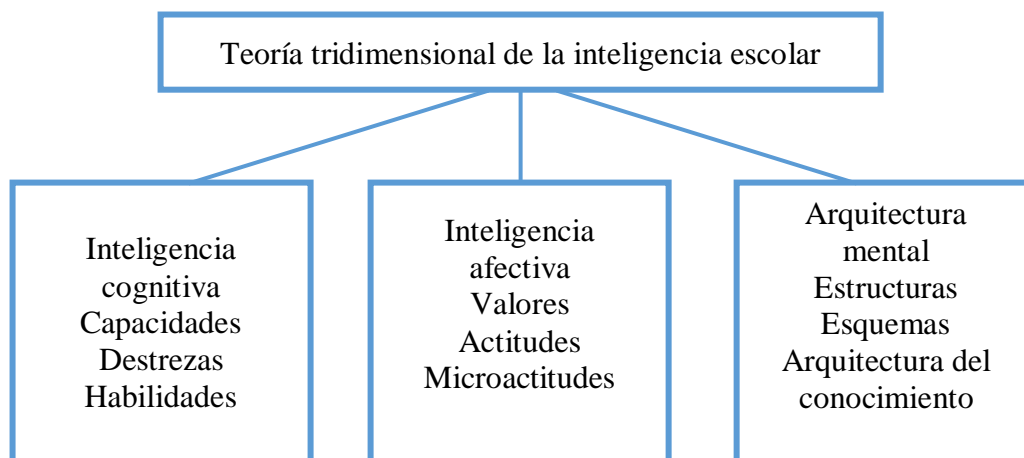 Teoría tridimensional de la inteligencia escolar
Inteligencia
cognitiva
Capacidades
Destrezas
Habilidades
Inteligencia
afectiva
Valores
Actitudes
Microactitudes
Arquitectura
mental
Estructuras
Esquemas
Arquitectura del
conocimiento